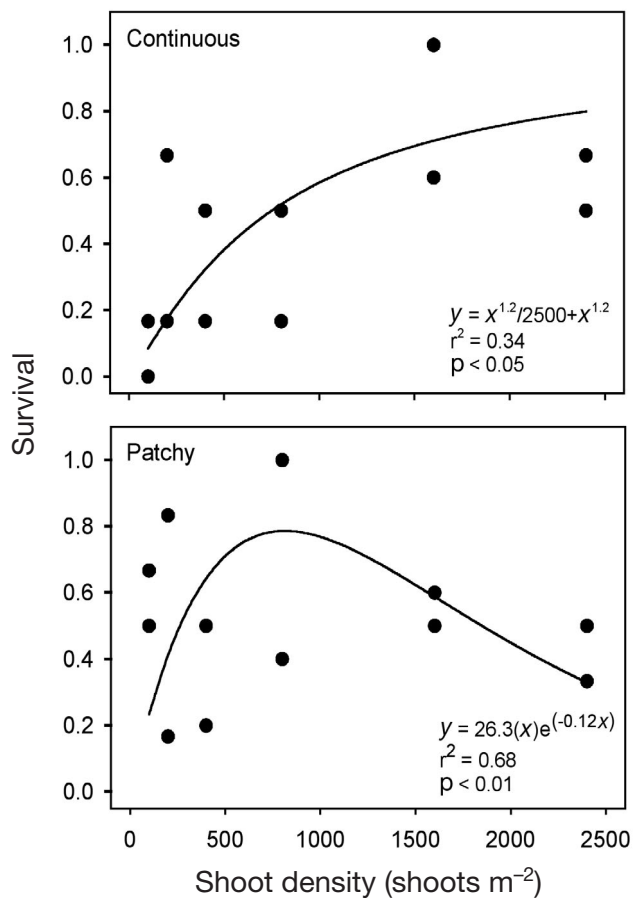 Continuous
1.0
0.8
0.6
0.4
0.2
0.0
y = x^1.2/2500+x^1.2
r² = 0.34
p < 0.05
Survival
Patchy
1.0
0.8
0.6
0.4
0.2
0.0
y = 26.3(x)e^(-0.12x)
r² = 0.68
p < 0.01
0 500 1000 1500 2000 2500
Shoot density (shoots m⁻²)